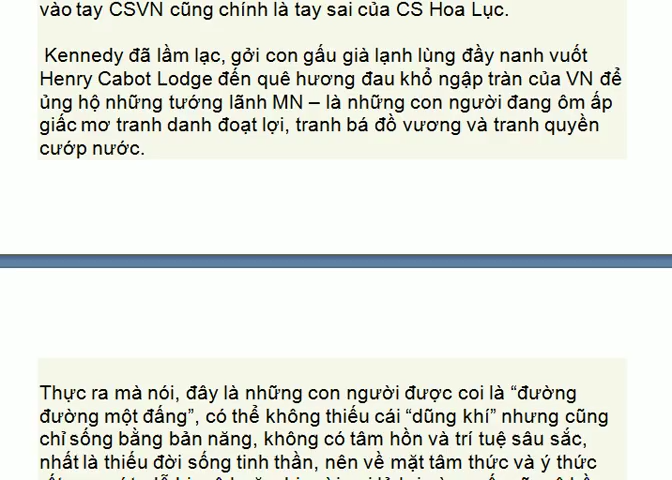 vào tay CSVN cũng chính là tay sai của CS Hoa Lục.
Kennedy đã lầm lạc, gởi con gấu già lạnh lùng đầy nanh vuốt
Henry Cabot Lodge đến quê hương đau khổ ngập tràn của VN để
ủng hộ những tướng lãnh MN – là những con người đang ôm ấp
giấc mơ tranh danh đoạt lợi, tranh bá đồ vương và tranh quyền
cướp nước.
Thực ra mà nói, đây là những con người được coi là “đường
đường một đấng”, có thể không thiếu cái “dũng khí” nhưng cũng
chỉ sống bằng bản năng, không có tâm hồn và trí tuệ sâu sắc,
nhất là thiếu đời sống tinh thần, nên về mặt tâm thức và ý thức